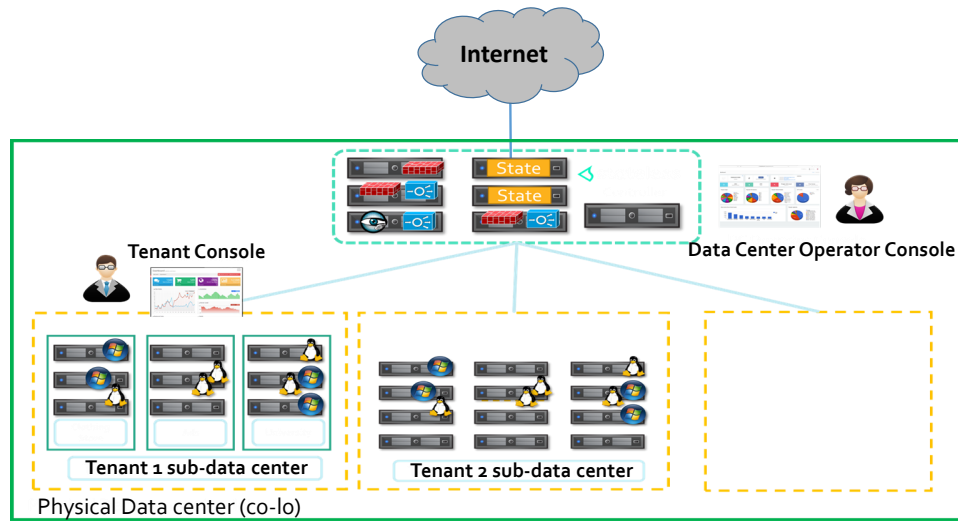 Internet
State
State
Tenant Console
Data Center Operator Console
Tenant 1 sub-data center
Tenant 2 sub-data center
Physical Data center (co-lo)